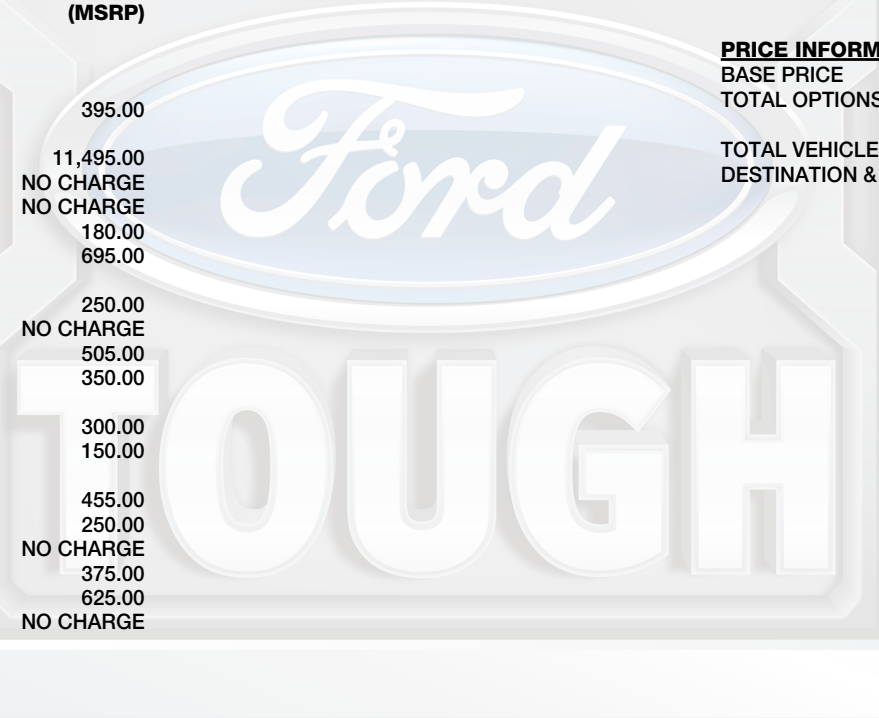 (MSRP)
395.00
11,495.00
NO CHARGE
NO CHARGE
180.00
695.00
250.00
NO CHARGE
505.00
350.00
300.00
150.00
455.00
250.00
NO CHARGE
375.00
625.00
NO CHARGE
PRICE INFORM
BASE PRICE
TOTAL OPTIONS
TOTAL VEHICLE
DESTINATION &
Ford
TOUGH